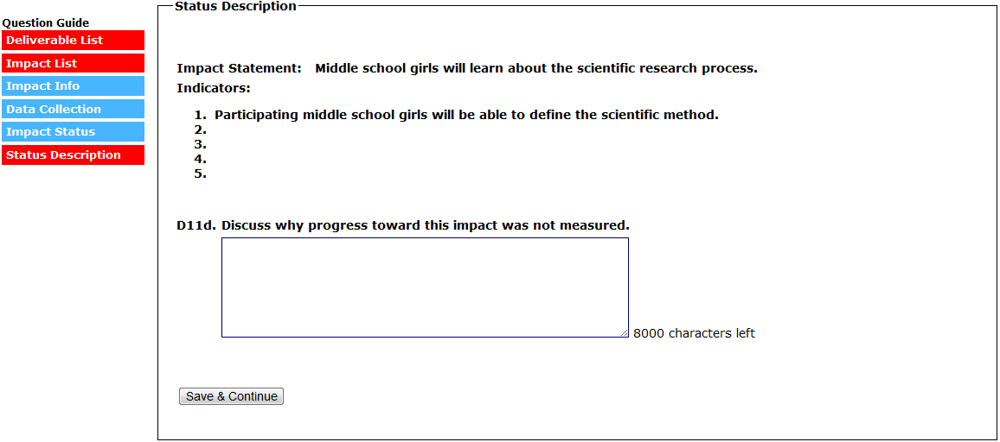 Question Guide
Deliverable List
Impact List
Impact Info
Data Collection
Impact Status
Status Description
Status Description
Impact Statement: Middle school girls will learn about the scientific research process.
Indicators:
1. Participating middle school girls will be able to define the scientific method.
2.
3.
4.
5.
D11d. Discuss why progress toward this impact was not measured.
8000 characters left
Save & Continue